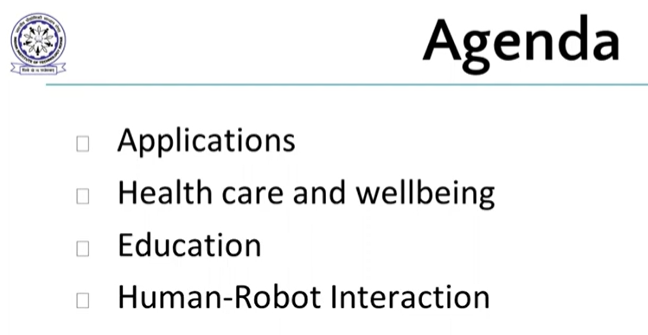 Agenda
Applications
Health care and wellbeing
Education
Human-Robot Interaction